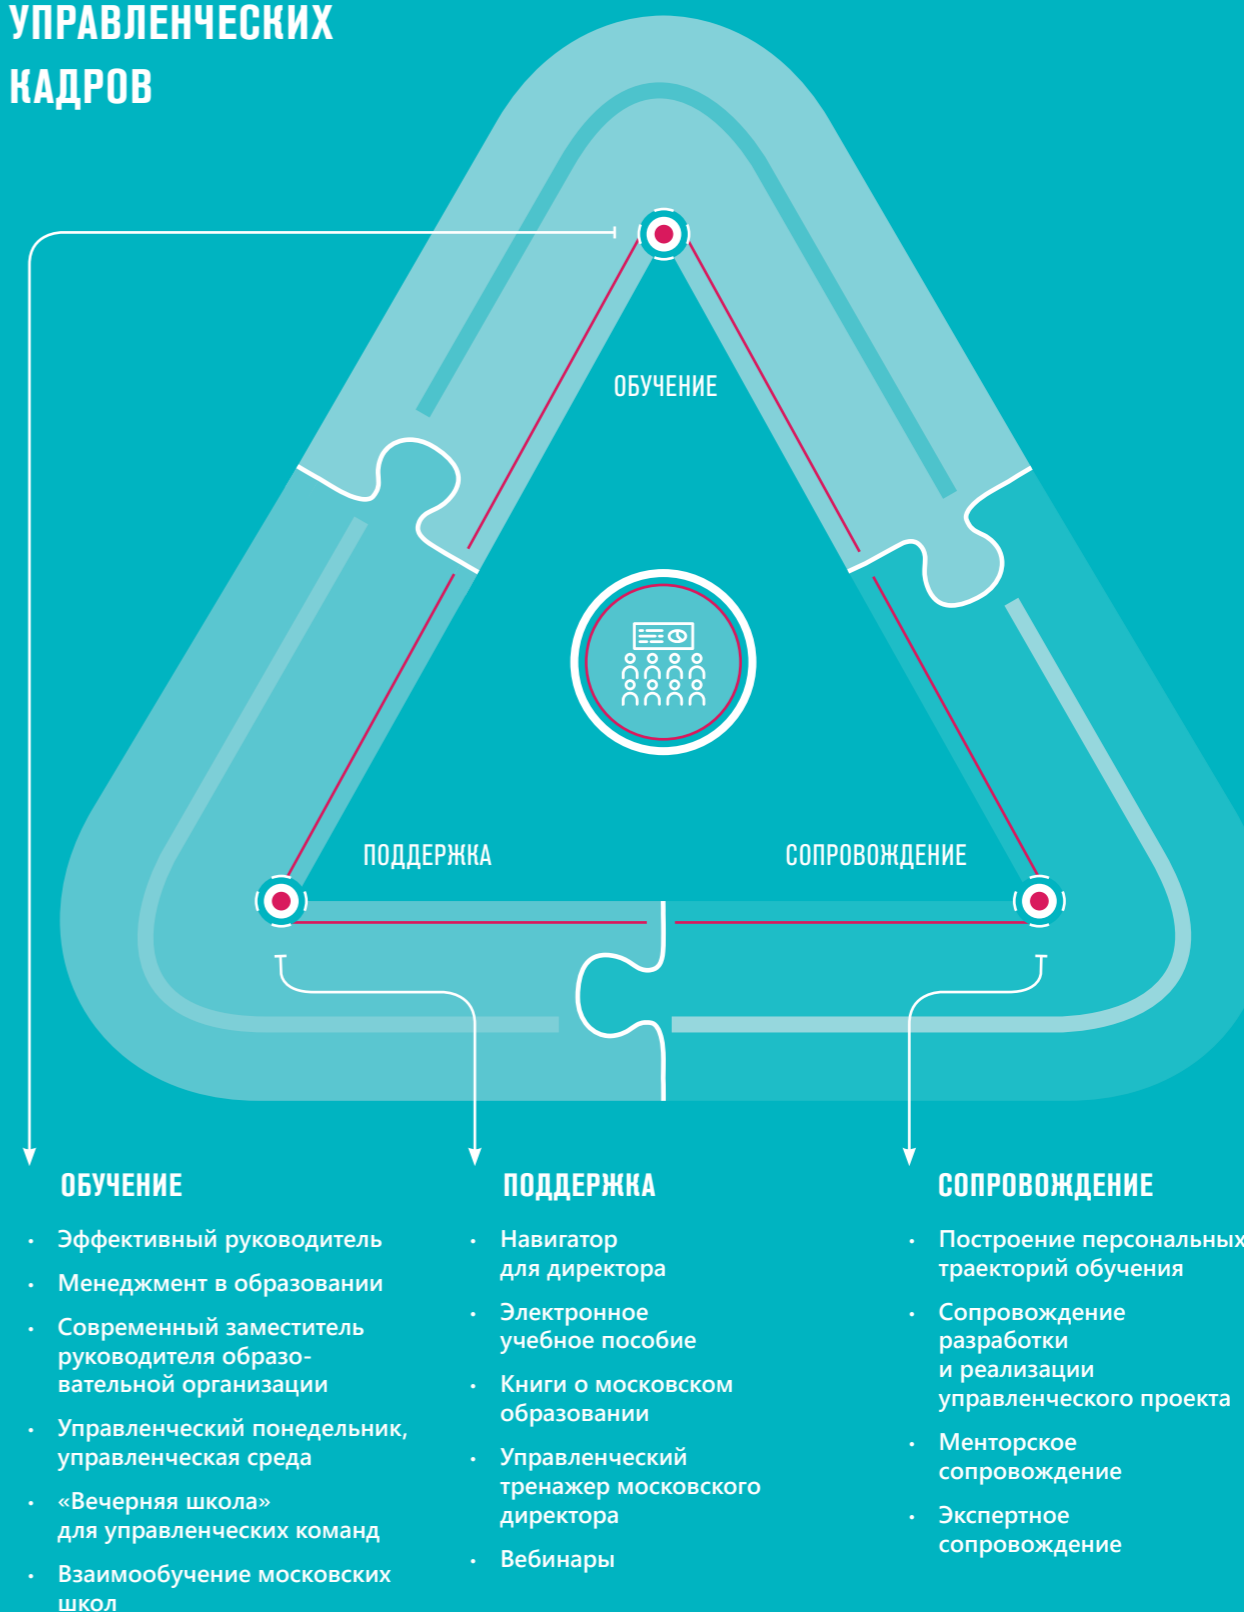 УПРАВЛЕНЧЕСКИХ
КАДРОВ
ОБУЧЕНИЕ
ПОДДЕРЖКА
СОПРОВОЖДЕНИЕ
ОБУЧЕНИЕ
• Эффективный руководитель
• Менеджмент в образовании
• Современный заместитель
руководителя образо-
вательной организации
• Управленческий понедельник,
управленческая среда
• «Вечерняя школа»
для управленческих команд
• Взаимообучение московских
школ
ПОДДЕРЖКА
• Навигатор
для директора
• Электронное
учебное пособие
• Книги о московском
образовании
• Управленческий
тренажер московского
директора
• Вебинары
СОПРОВОЖДЕНИЕ
• Построение персональных
траекторий обучения
• Сопровождение
разработки
и реализации
управленческого проекта
• Менторское
сопровождение
• Экспертное
сопровождение